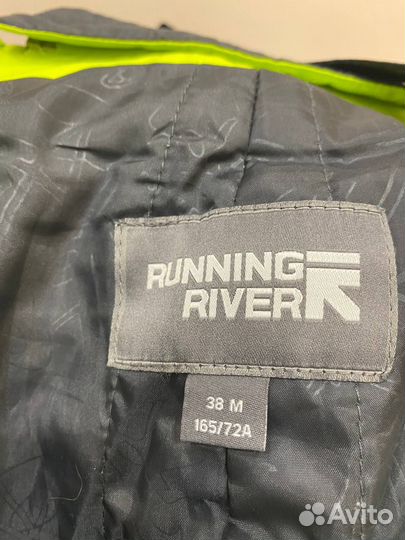 RUNNING
RIVER
38 M
165/72A
Avito